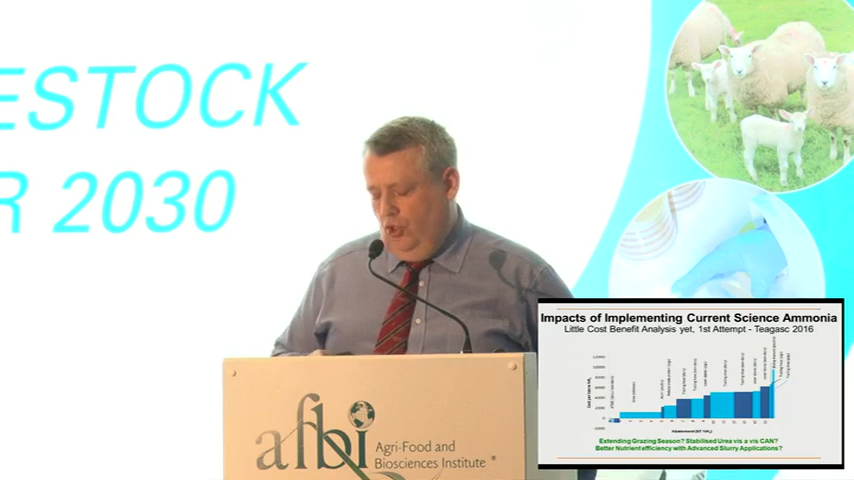 ESTOCK
R 2030
afbi Agri-Food and
Biosciences Institute ®
Impacts of Implementing Current Science Ammonia
Little Cost Benefit Analysis yet, 1st Attempt - Teagasc 2016
Extending Grazing Season? Stabilised Urea vis a vis CAN?
Better Nutrient efficiency with Advanced Slurry Applications?